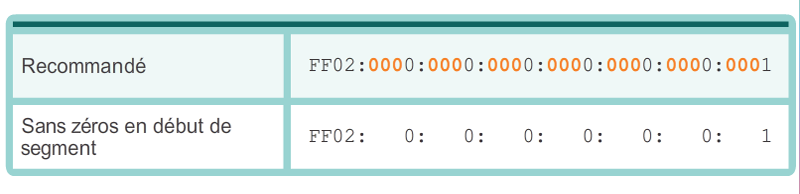 Recommandé FF02:0000:0000:0000:0000:0000:0000:0001
Sans zéros en début de
segment FF02: 0: 0: 0: 0: 0: 0: 1